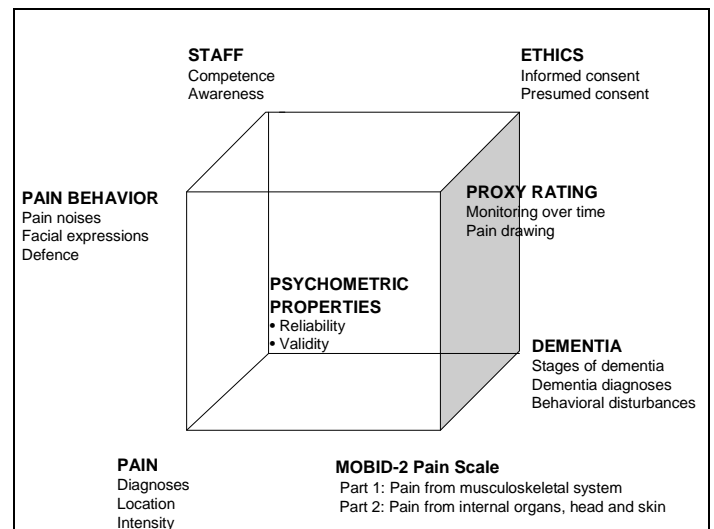 STAFF
Competence
Awareness
ETHICS
Informed consent
Presumed consent
PAIN BEHAVIOR
Pain noises
Facial expressions
Defence
PROXY RATING
Monitoring over time
Pain drawing
PSYCHOMETRIC
PROPERTIES
• Reliability
• Validity
DEMENTIA
Stages of dementia
Dementia diagnoses
Behavioral disturbances
PAIN
Diagnoses
Location
Intensity
MOBID-2 Pain Scale
Part 1: Pain from musculoskeletal system
Part 2: Pain from internal organs, head and skin